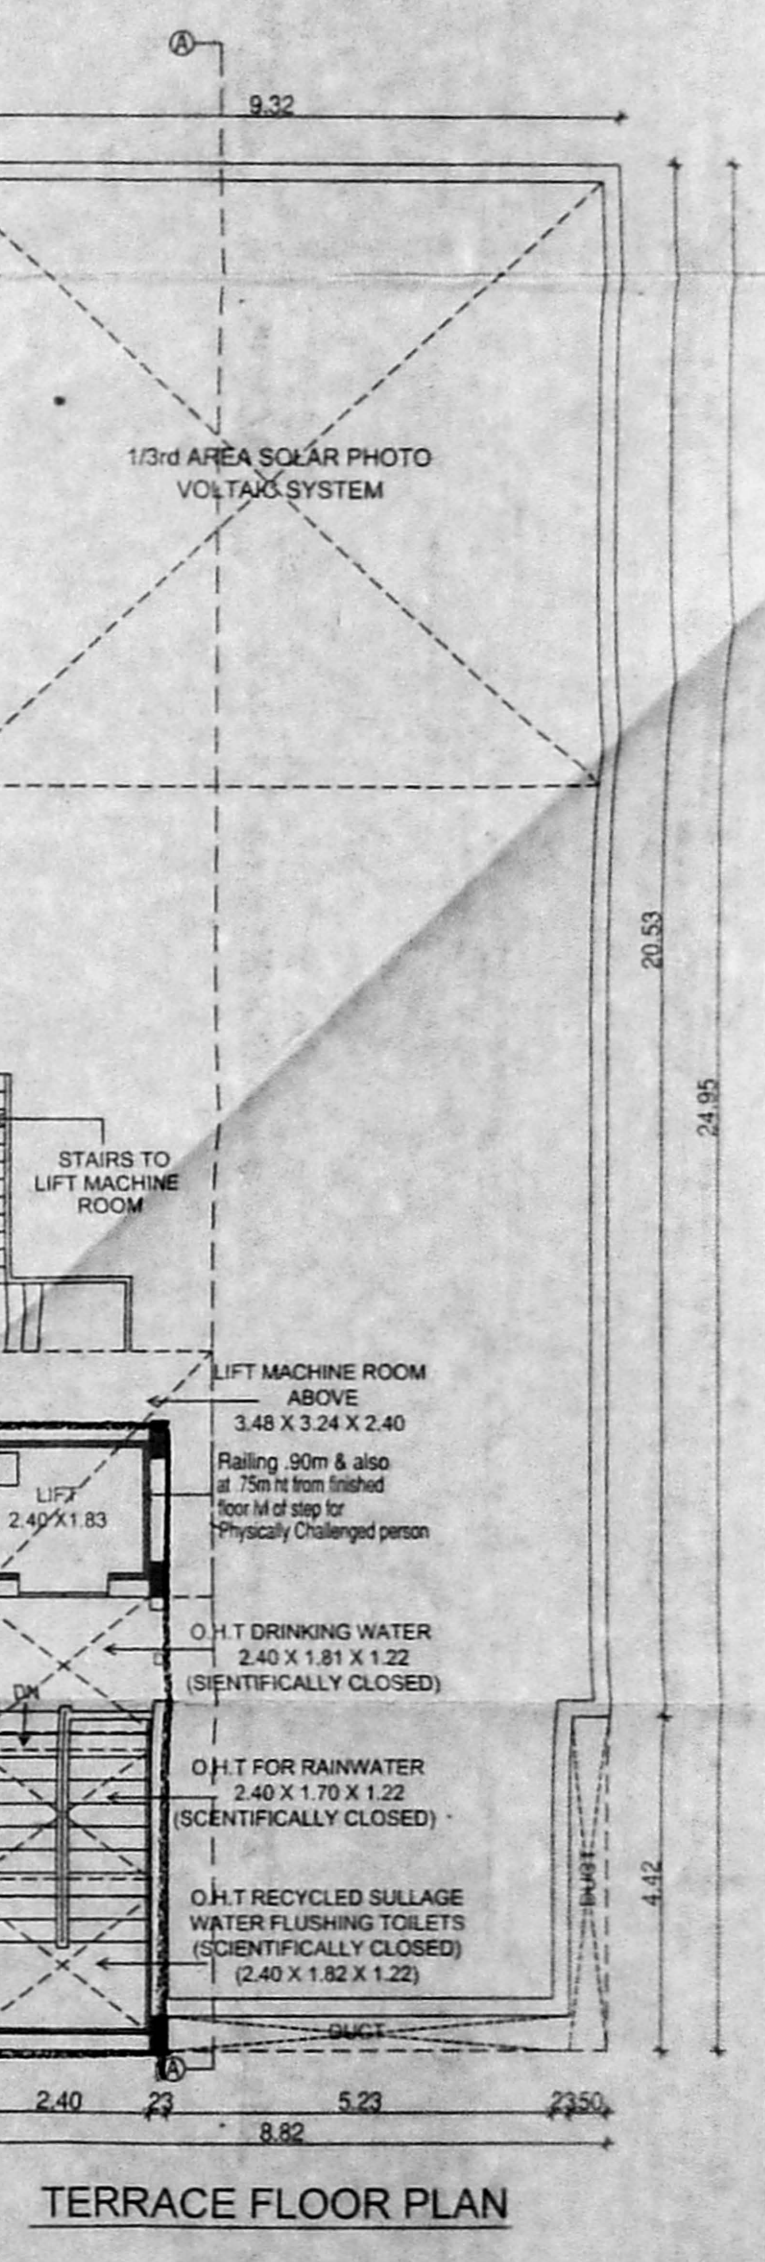 A
9.32
1/3rd AREA SOLAR PHOTO
VOLTAIC SYSTEM
20.53
24.95
STAIRS TO
LIFT MACHINE
ROOM
LIFT MACHINE ROOM
ABOVE
3.48 X 3.24 X 2.40
Railing .90m & also
at .75m ht from finished
floor lvl of step for
Physically Challenged person
LIFT
2.40 X1.83
O.H.T DRINKING WATER
2.40 X 1.81 X 1.22
(SIENTIFICALLY CLOSED)
DN
O.H.T FOR RAINWATER
2.40 X 1.70 X 1.22
(SCENTIFICALLY CLOSED)
DUCT
4.42
O.H.T RECYCLED SULLAGE
WATER FLUSHING TOILETS
(SCIENTIFICALLY CLOSED)
(2.40 X 1.82 X 1.22)
DUCT
A
2.40 23 5.23 23 50
8.82
TERRACE FLOOR PLAN